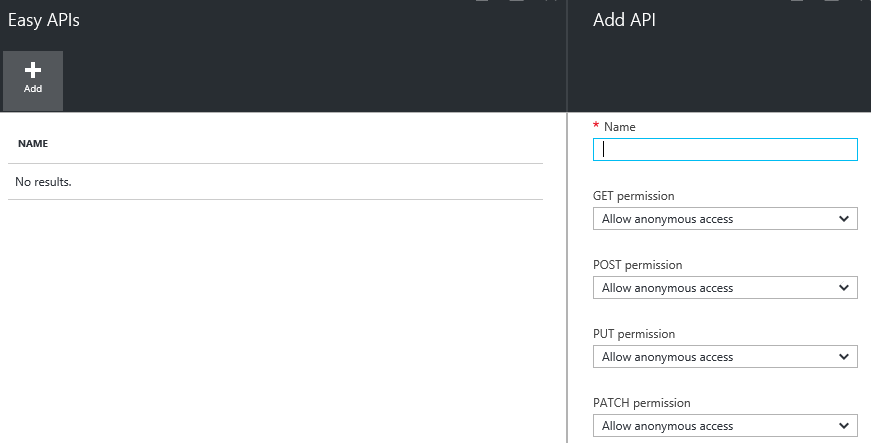 Easy APIs
Add
NAME
No results.
Add API
* Name
GET permission
Allow anonymous access
POST permission
Allow anonymous access
PUT permission
Allow anonymous access
PATCH permission
Allow anonymous access